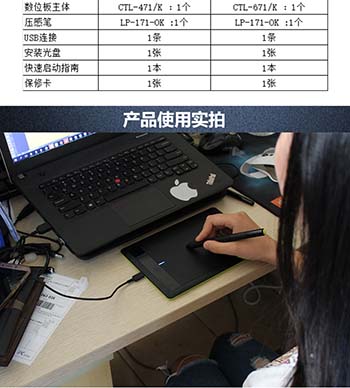 数位板主体 CTL-471/K :1个 CTL-671/K :1个
压感笔 LP-171-OK :1个 LP-171-OK :1个
USB连接 1条 1条
安装光盘 1张 1张
快速启动指南 1本 1本
保修卡 1张 1张
产品使用实拍
ThinkPad